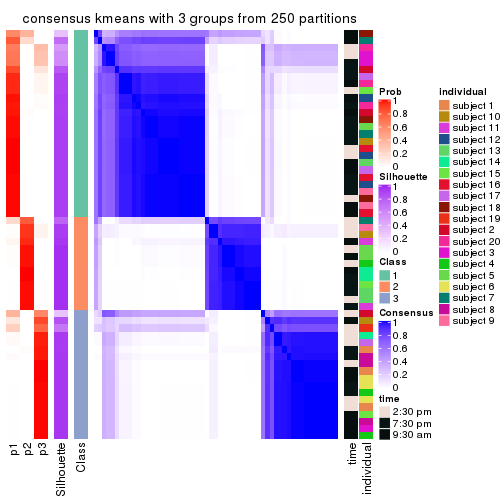 consensus kmeans with 3 groups from 250 partitions
Prob
1
0.8
0.6
0.4
0.2
0
Silhouette
1
0.8
0.6
0.4
0.2
0
Class
1
2
3
Consensus
1
0.8
0.6
0.4
0.2
0
time
2:30 pm
7:30 pm
9:30 am
individual
subject 1
subject 10
subject 11
subject 12
subject 13
subject 14
subject 15
subject 16
subject 17
subject 18
subject 19
subject 2
subject 20
subject 3
subject 4
subject 5
subject 6
subject 7
subject 8
subject 9
p1
p2
p3
Silhouette
Class
time
individual